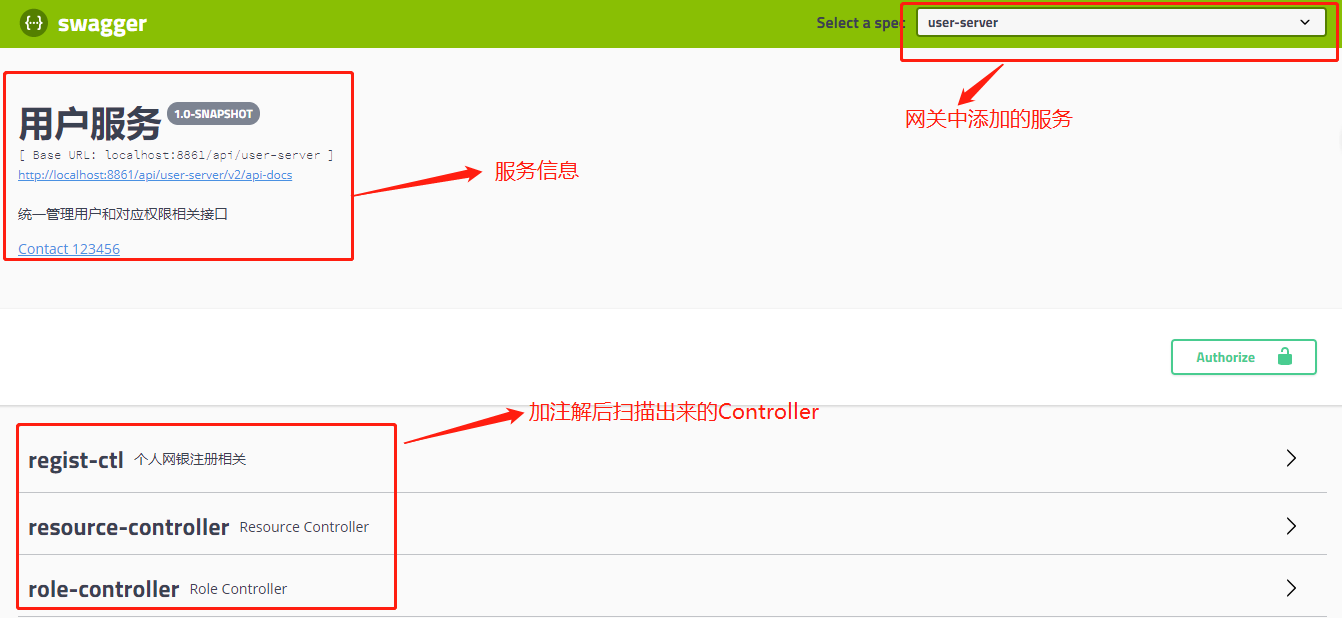 swagger
Select a spec
user-server
网关中添加的服务
用户服务 1.0-SNAPSHOT
[ Base URL: localhost:8861/api/user-server ]
http://localhost:8861/api/user-server/v2/api-docs
服务信息
统一管理用户和对应权限相关接口
Contact 123456
Authorize
加注解后扫描出来的Controller
regist-ctl 个人网银注册相关
resource-controller Resource Controller
role-controller Role Controller